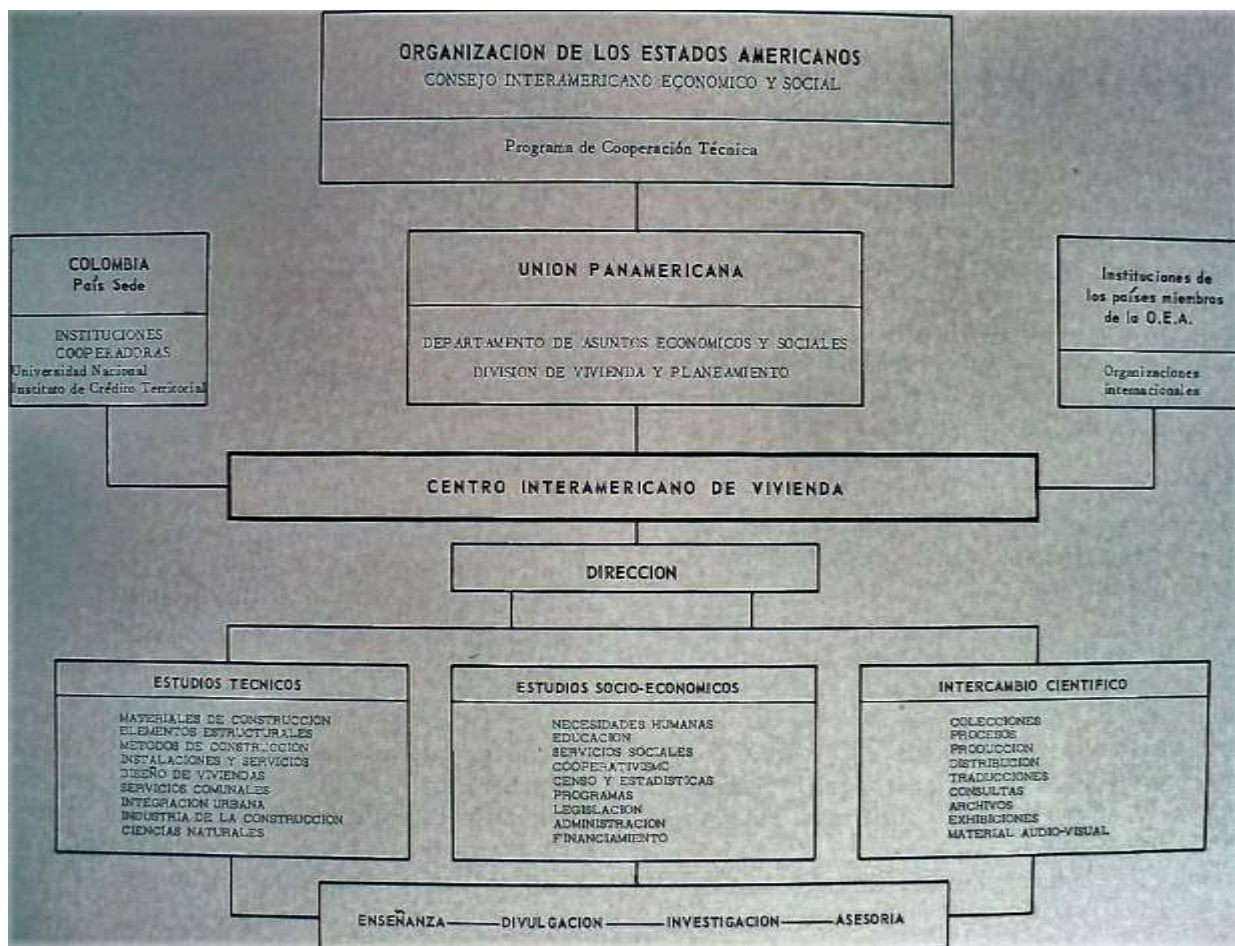 ORGANIZACION DE LOS ESTADOS AMERICANOS
CONSEJO INTERAMERICANO ECONOMICO Y SOCIAL
Programa de Cooperación Técnica
COLOMBIA
País Sede
INSTITUCIONES
COOPERADORAS
Universidad Nacional
Instituto de Crédito Territorial
UNION PANAMERICANA
DEPARTAMENTO DE ASUNTOS ECONOMICOS Y SOCIALES
DIVISION DE VIVIENDA Y PLANEAMIENTO
Instituciones de
los países miembros
de la O.E.A.
Organizaciones
internacionales
CENTRO INTERAMERICANO DE VIVIENDA
DIRECCION
ESTUDIOS TECNICOS
MATERIALES DE CONSTRUCCION
ELEMENTOS ESTRUCTURALES
METODOS DE CONSTRUCCION
INSTALACIONES Y SERVICIOS
DISEÑO DE VIVIENDAS
SERVICIOS COMUNALES
INTEGRACION URBANA
INDUSTRIA DE LA CONSTRUCCION
CIENCIAS NATURALES
ESTUDIOS SOCIO-ECONOMICOS
NECESIDADES HUMANAS
EDUCACION
SERVICIOS SOCIALES
COOPERATIVISMO
CENSO Y ESTADISTICAS
PROGRAMAS
LEGISLACION
ADMINISTRACION
FINANCIAMIENTO
INTERCAMBIO CIENTIFICO
COLECCIONES
PROCESOS
PRODUCCION
DISTRIBUCION
TRADUCCIONES
CONSULTAS
ARCHIVOS
EXHIBICIONES
MATERIAL AUDIO-VISUAL
ENSEÑANZA — DIVULGACION — INVESTIGACION — ASESORIA